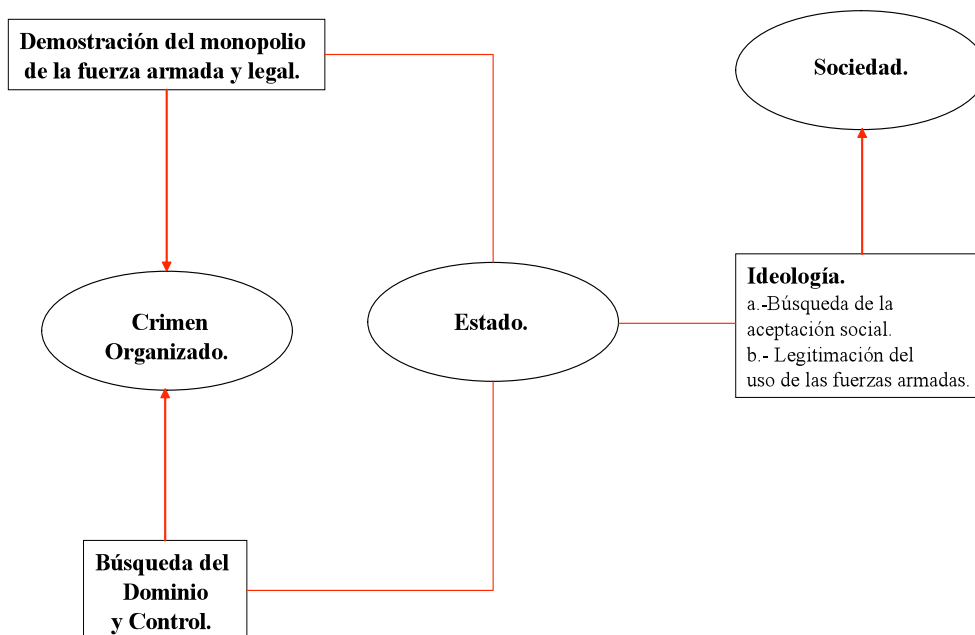 Demostración del monopolio
de la fuerza armada y legal.
Sociedad.
Crimen
Organizado.
Estado.
Ideología.
a.-Búsqueda de la
aceptación social.
b.- Legitimación del
uso de las fuerzas armadas.
Búsqueda del
Dominio
y Control.